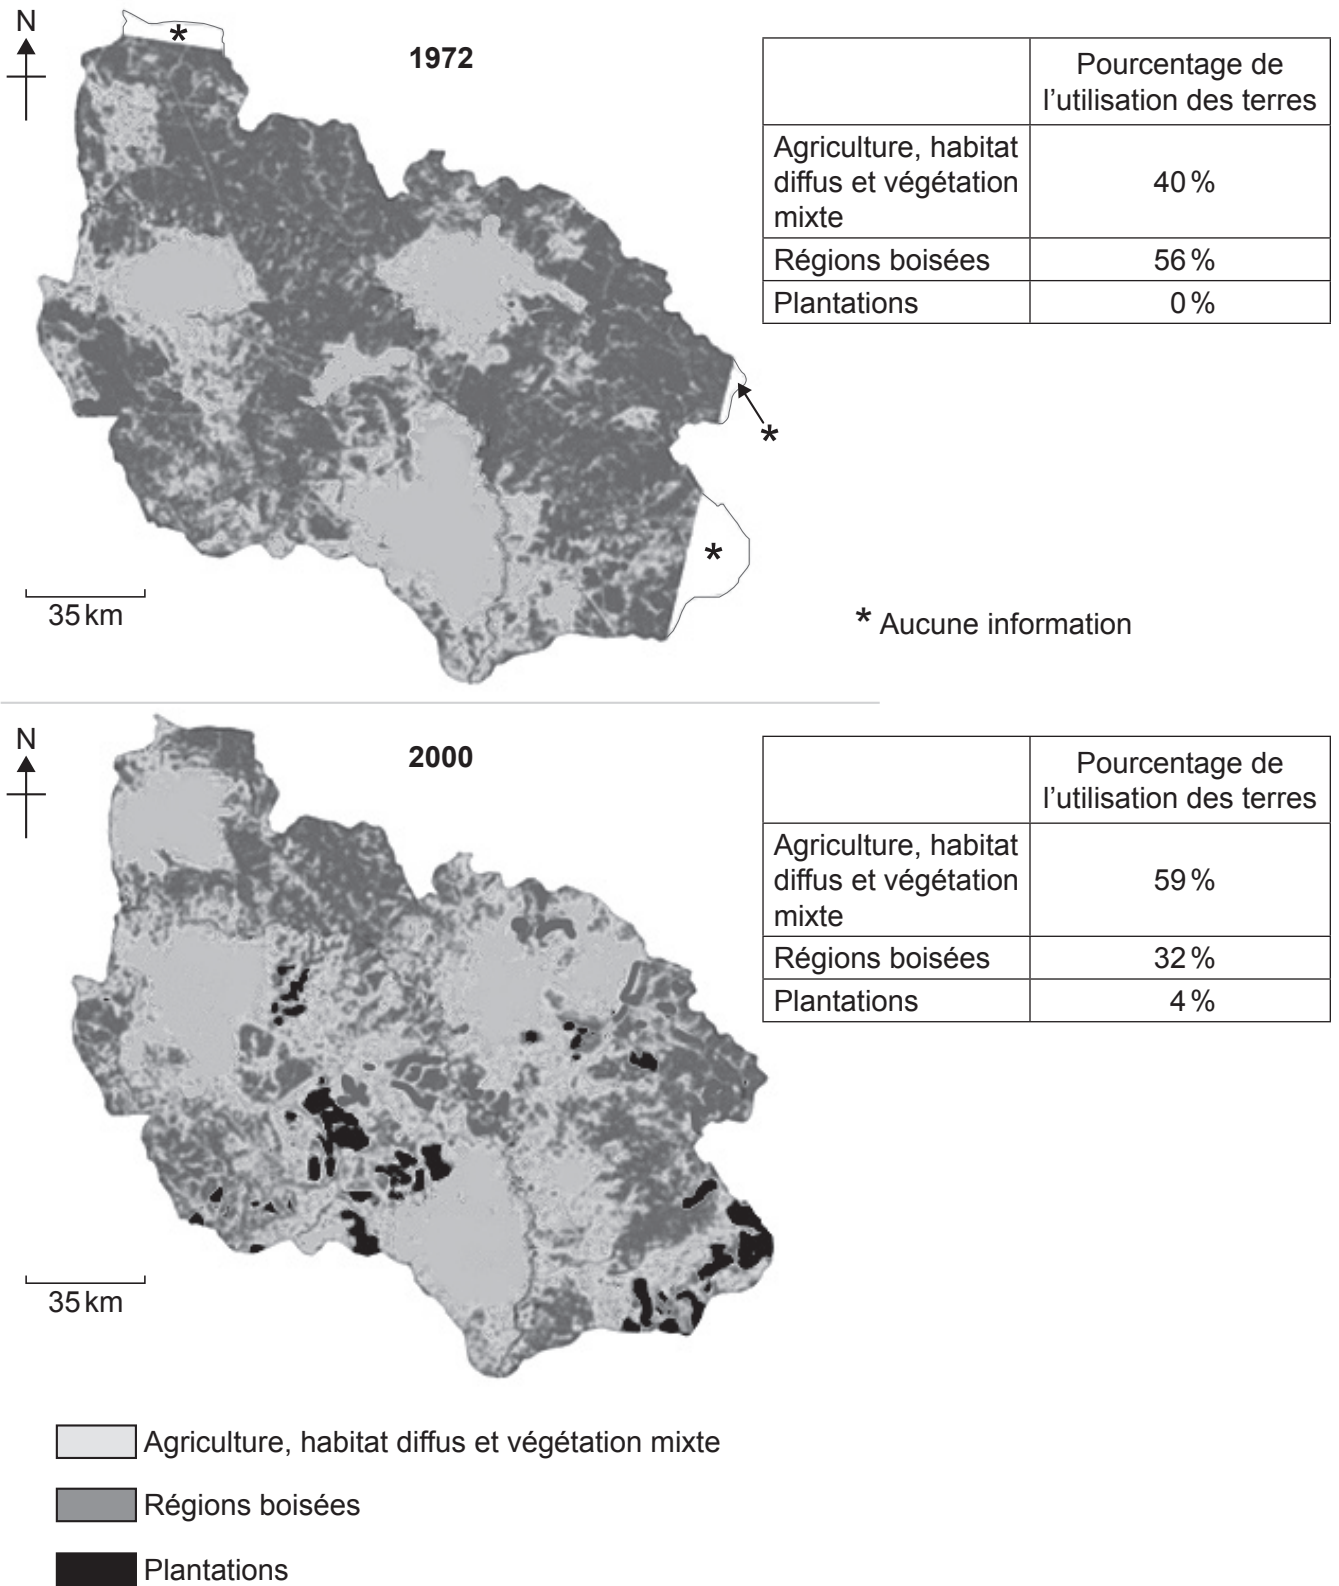 N
*
1972
Pourcentage de
l'utilisation des terres
Agriculture, habitat
diffus et végétation
mixte
40 %
Régions boisées
56 %
Plantations
0 %
*
*
35 km
* Aucune information
N
2000
Pourcentage de
l'utilisation des terres
Agriculture, habitat
diffus et végétation
mixte
59 %
Régions boisées
32 %
Plantations
4 %
35 km
Agriculture, habitat diffus et végétation mixte
Régions boisées
Plantations